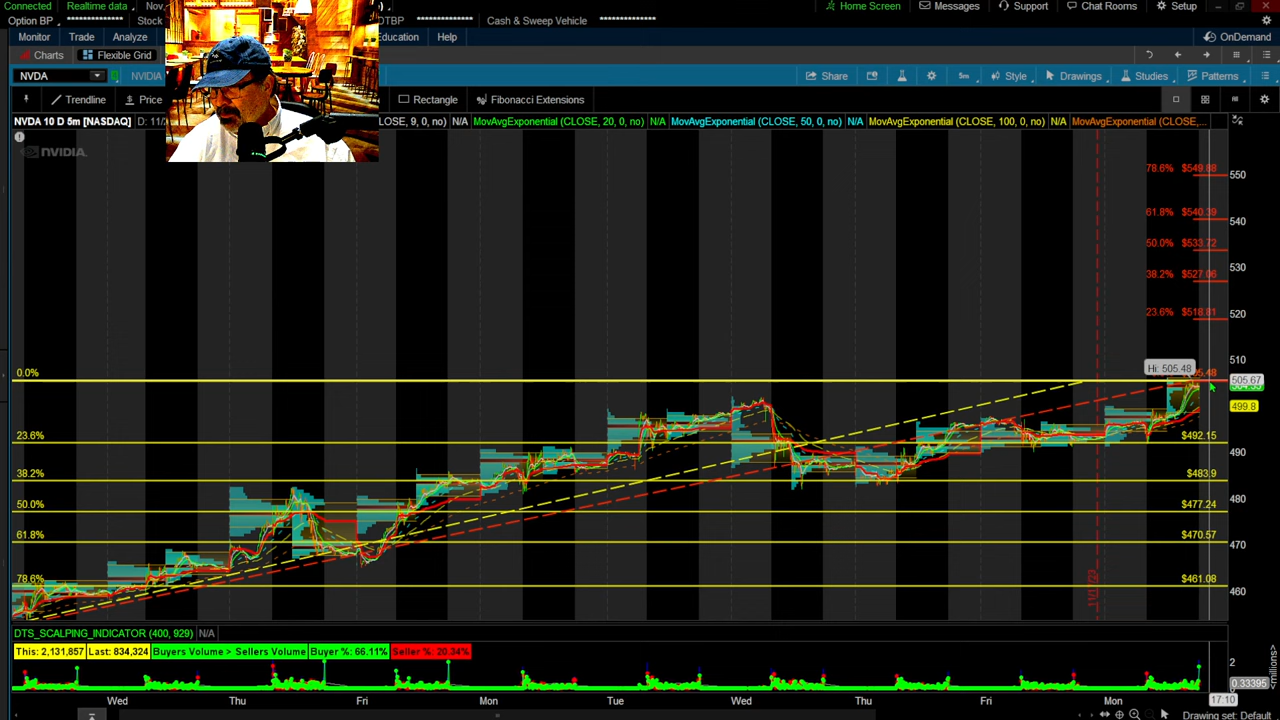 Connected Realtime data Nov. Home Screen Messages Support Chat Rooms Setup
Option BP ************** Stock DTBP ************** Cash & Sweep Vehicle **************
Monitor Trade Analyze Education Help OnDemand
Charts Flexible Grid
NVDA NVIDIA Share 5m Style Drawings Studies Patterns
Trendline Price Rectangle Fibonacci Extensions
NVDA 10 D 5m [NASDAQ] D: 11/ CLOSE, 9, 0, no) N/A MovAvgExponential (CLOSE, 20, 0, no) N/A MovAvgExponential (CLOSE, 50, 0, no) N/A MovAvgExponential (CLOSE, 100, 0, no) N/A MovAvgExponential (CLOSE,...
NVIDIA.
78.6% $549.88
550
61.8% $540.39
540
50.0% $533.72
530
38.2% $527.06
520
23.6% $518.81
510
Hi: 505.48
0.0%
505.67
499.8
23.6% $492.15
490
38.2% $483.9
480
50.0% $477.24
470
61.8% $470.57
78.6% $461.08
460
11/17/23
DTS_SCALPING_INDICATOR (400, 929) N/A
This: 2,131,857 Last: 834,324 Buyers Volume > Sellers Volume Buyer %: 66.11% Seller %: 20.34%
2
0.33395
<millions>
Wed Thu Fri Mon Tue Wed Thu Fri Mon 17:10
Drawing set: Default